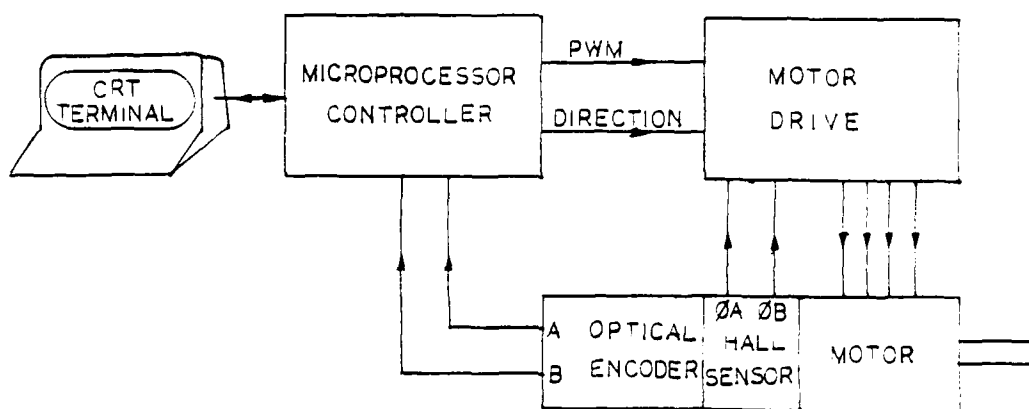 CRT
TERMINAL
MICROPROCESSOR
CONTROLLER
PWM
DIRECTION
MOTOR
DRIVE
A OPTICAL
B ENCODER
ØA ØB
HALL
SENSOR
MOTOR